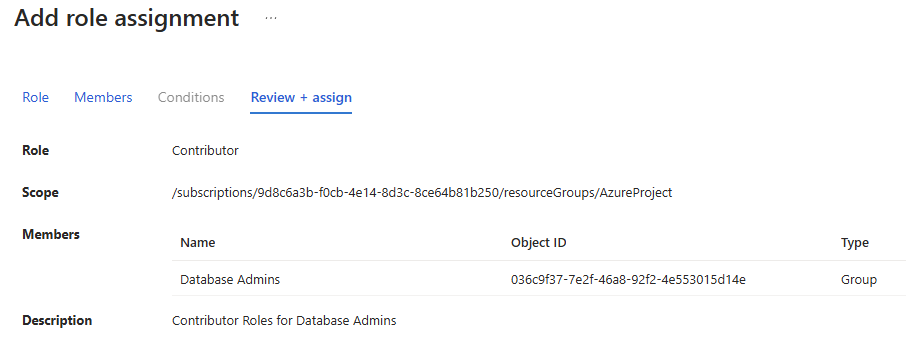 Add role assignment ...
Role Members Conditions Review + assign
Role Contributor
Scope /subscriptions/9d8c6a3b-f0cb-4e14-8d3c-8ce64b81b250/resourceGroups/AzureProject
Members Name Object ID Type
Database Admins 036c9f37-7e2f-46a8-92f2-4e553015d14e Group
Description Contributor Roles for Database Admins